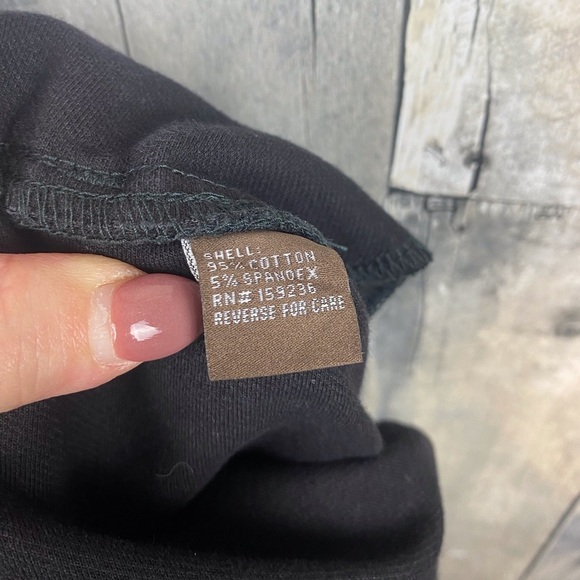 SHELL:
95% COTTON
5% SPANDEX
RN# 159236
REVERSE FOR CARE